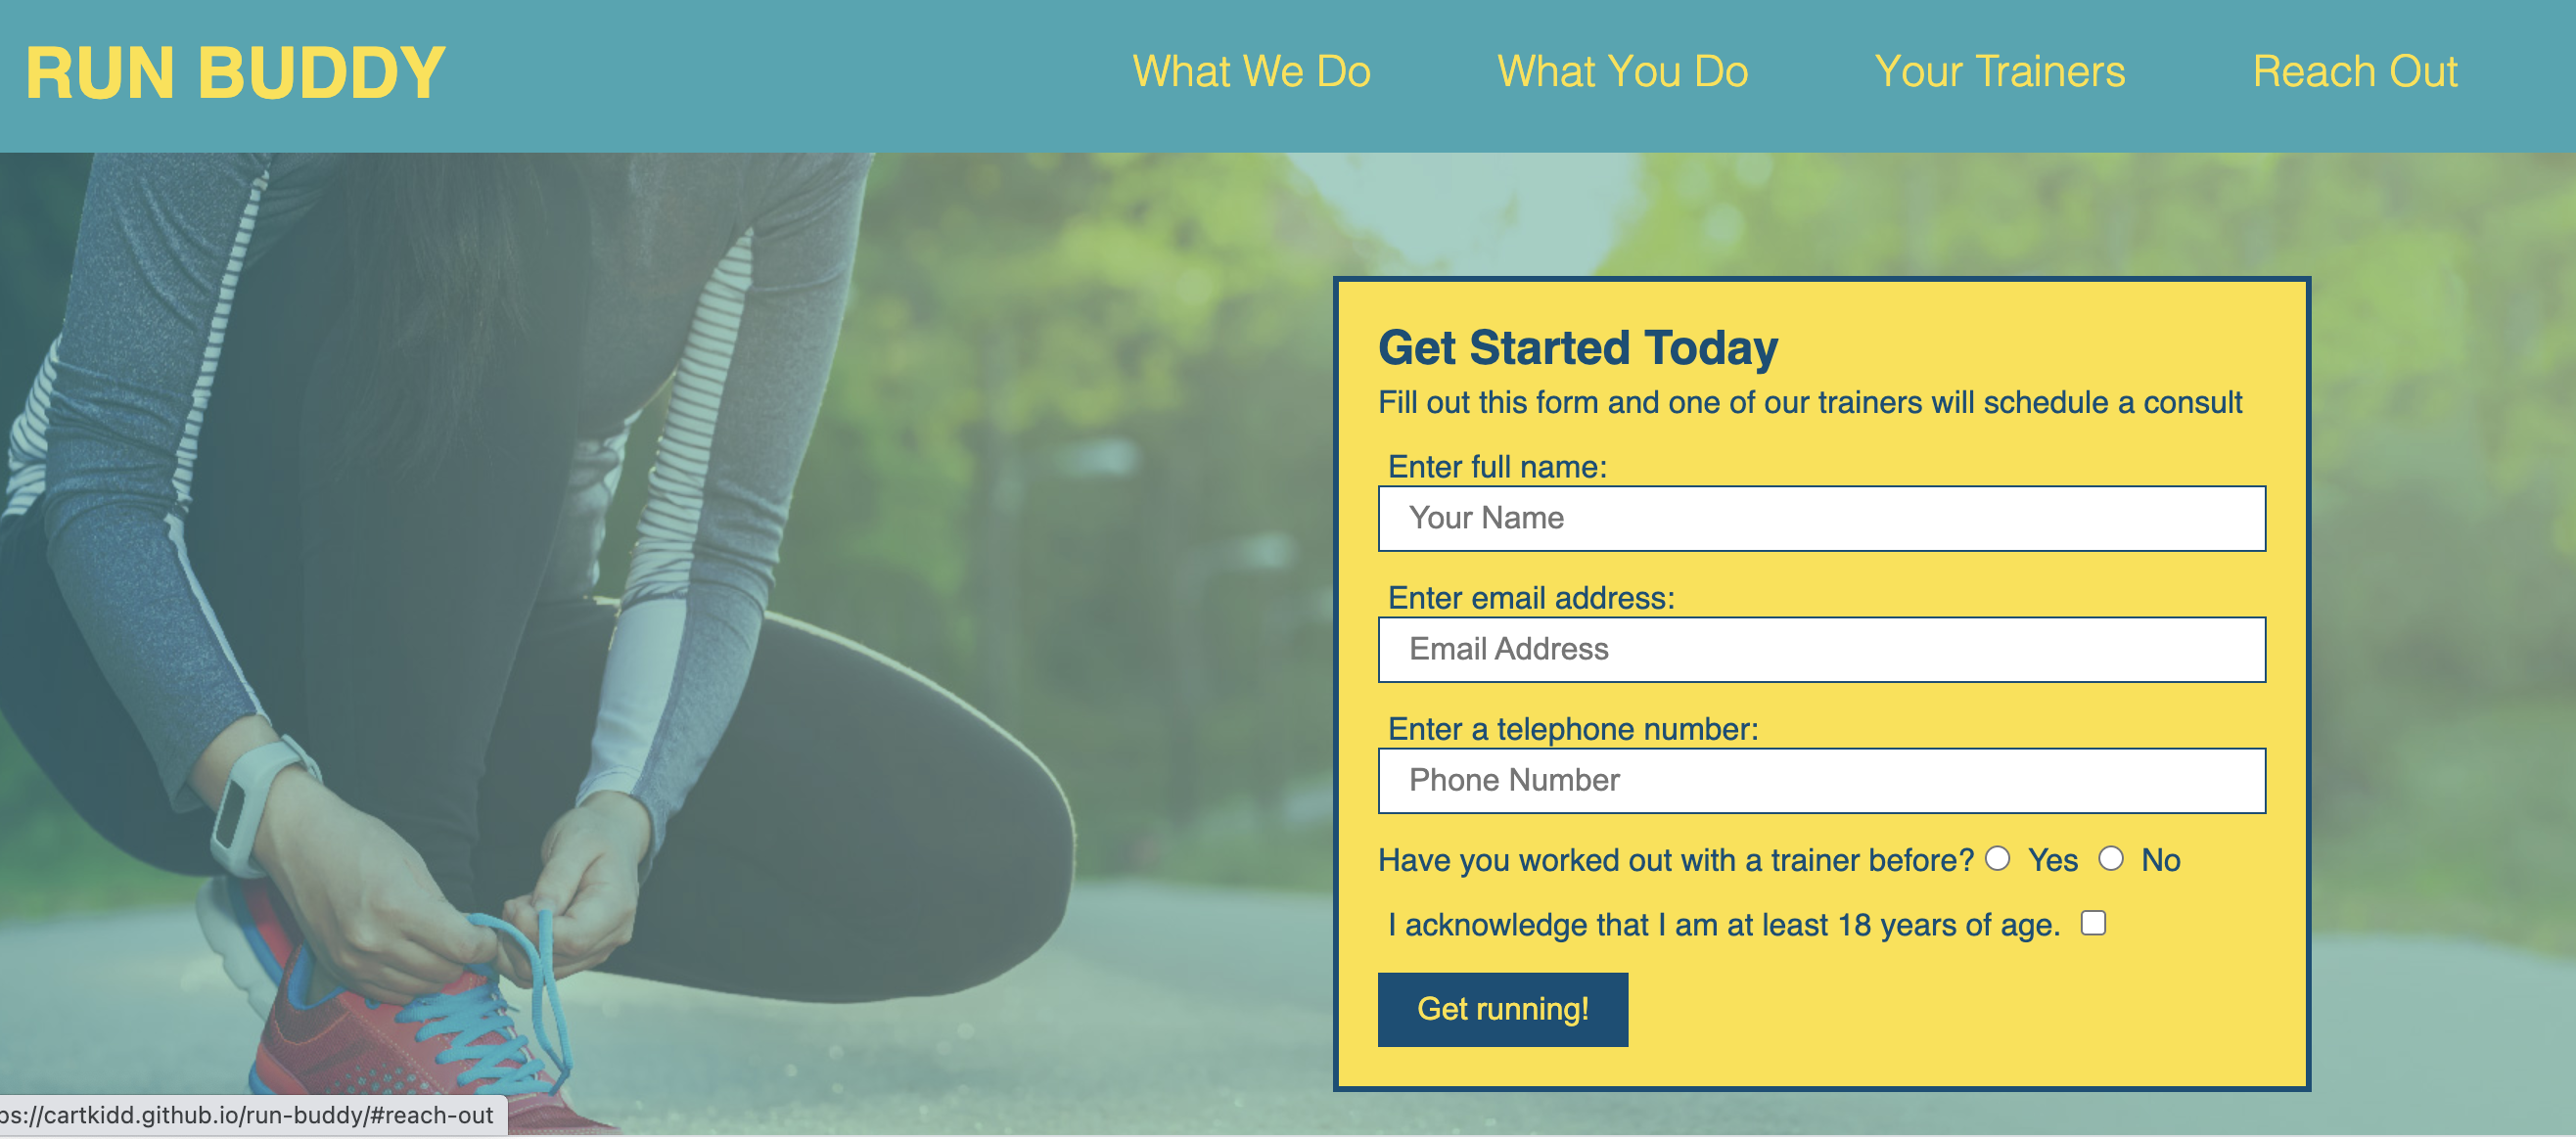 RUN BUDDY
What We Do
What You Do
Your Trainers
Reach Out
Get Started Today
Fill out this form and one of our trainers will schedule a consult
Enter full name:
Your Name
Enter email address:
Email Address
Enter a telephone number:
Phone Number
Have you worked out with a trainer before? Yes No
I acknowledge that I am at least 18 years of age.
Get running!
ps://cartkidd.github.io/run-buddy/#reach-out